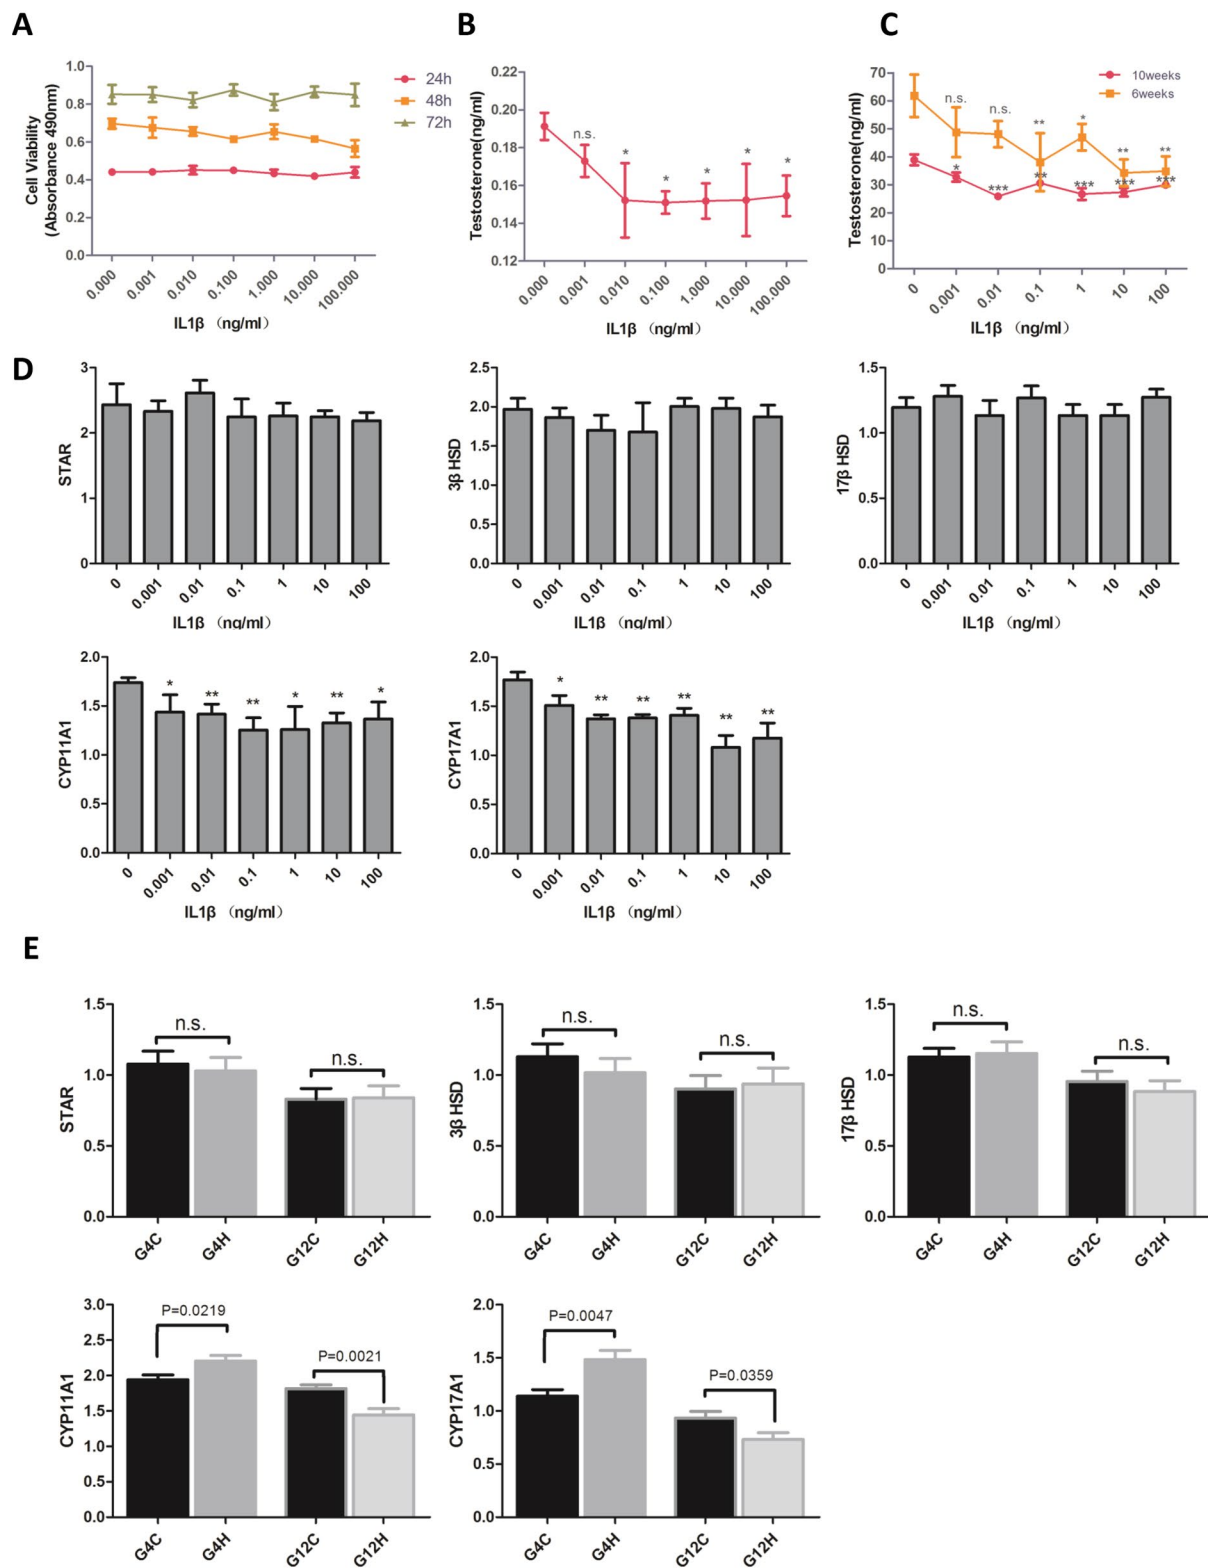 A
B
C
Cell Viability
(Absorbance 490nm)
1.0
0.8
0.6
0.4
0.2
0.0
24h
48h
72h
0.000
0.001
0.010
0.100
1.000
10.000
100.000
IL1β （ng/ml）
Testosterone(ng/ml)
0.22
0.20
0.18
0.16
0.14
0.12
n.s.
*
*
*
*
*
0.000
0.001
0.010
0.100
1.000
10.000
100.000
IL1β （ng/ml）
Testosterone(ng/ml)
70
60
50
40
30
20
10
0
10weeks
6weeks
n.s.
n.s.
**
*
**
**
*
***
**
***
***
***
0
0.001
0.01
0.1
1
10
100
IL1β （ng/ml）
D
STAR
3
2
1
0
0
0.001
0.01
0.1
1
10
100
IL1β （ng/ml）
3β HSD
2.5
2.0
1.5
1.0
0.5
0.0
0
0.001
0.01
0.1
1
10
100
IL1β （ng/ml）
17β HSD
1.5
1.0
0.5
0.0
0
0.001
0.01
0.1
1
10
100
IL1β （ng/ml）
CYP11A1
2.0
1.5
1.0
0.5
0.0
*
**
**
*
**
*
0
0.001
0.01
0.1
1
10
100
IL1β （ng/ml）
CYP17A1
2.0
1.5
1.0
0.5
0.0
*
**
**
**
**
**
0
0.001
0.01
0.1
1
10
100
IL1β （ng/ml）
E
STAR
1.5
1.0
0.5
0.0
n.s.
n.s.
G4C
G4H
G12C
G12H
3β HSD
1.5
1.0
0.5
0.0
n.s.
n.s.
G4C
G4H
G12C
G12H
17β HSD
1.5
1.0
0.5
0.0
n.s.
n.s.
G4C
G4H
G12C
G12H
CYP11A1
3.0
2.5
2.0
1.5
1.0
0.5
0.0
P=0.0219
P=0.0021
G4C
G4H
G12C
G12H
CYP17A1
2.0
1.5
1.0
0.5
0.0
P=0.0047
P=0.0359
G4C
G4H
G12C
G12H